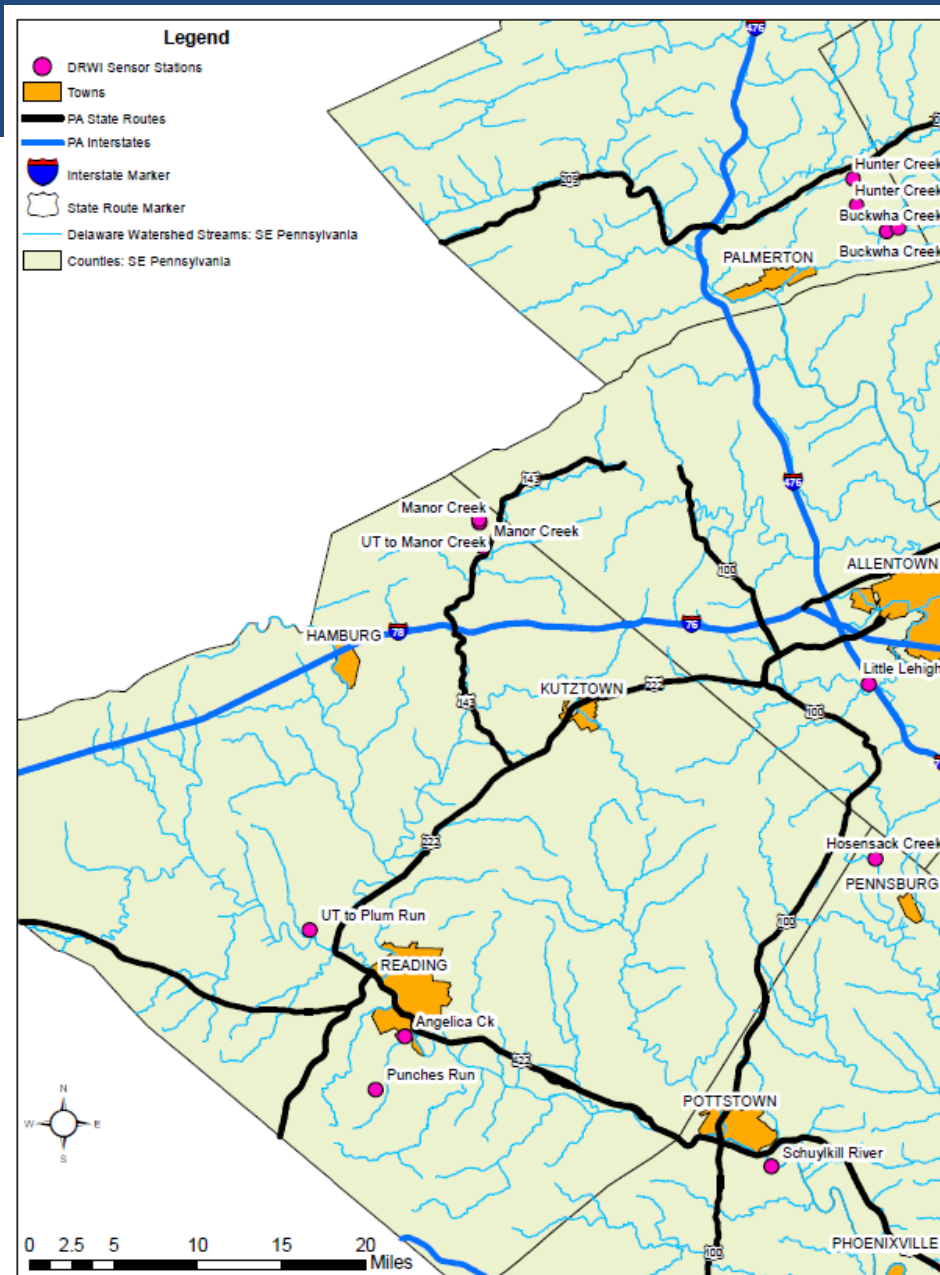 Legend
DRWI Sensor Stations
Towns
PA State Routes
PA Interstates
Interstate Marker
State Route Marker
Delaware Watershed Streams: SE Pennsylvania
Counties: SE Pennsylvania
476
209
Hunter Creek
Hunter Creek
Buckwha Creek
Buckwha Creek
PALMERTON
143
476
Manor Creek
Manor Creek
UT to Manor Creek
100
ALLENTOWN
HAMBURG
78
Little Lehigh
KUTZTOWN
222
143
100
222
Hosensack Creek
PENNSBURG
UT to Plum Run
100
READING
Angelica Ck
422
Punches Run
N
W
E
S
POTTSTOWN
Schuylkill River
100
PHOENIXVILLE
0 2.5 5 10 15 20
Miles